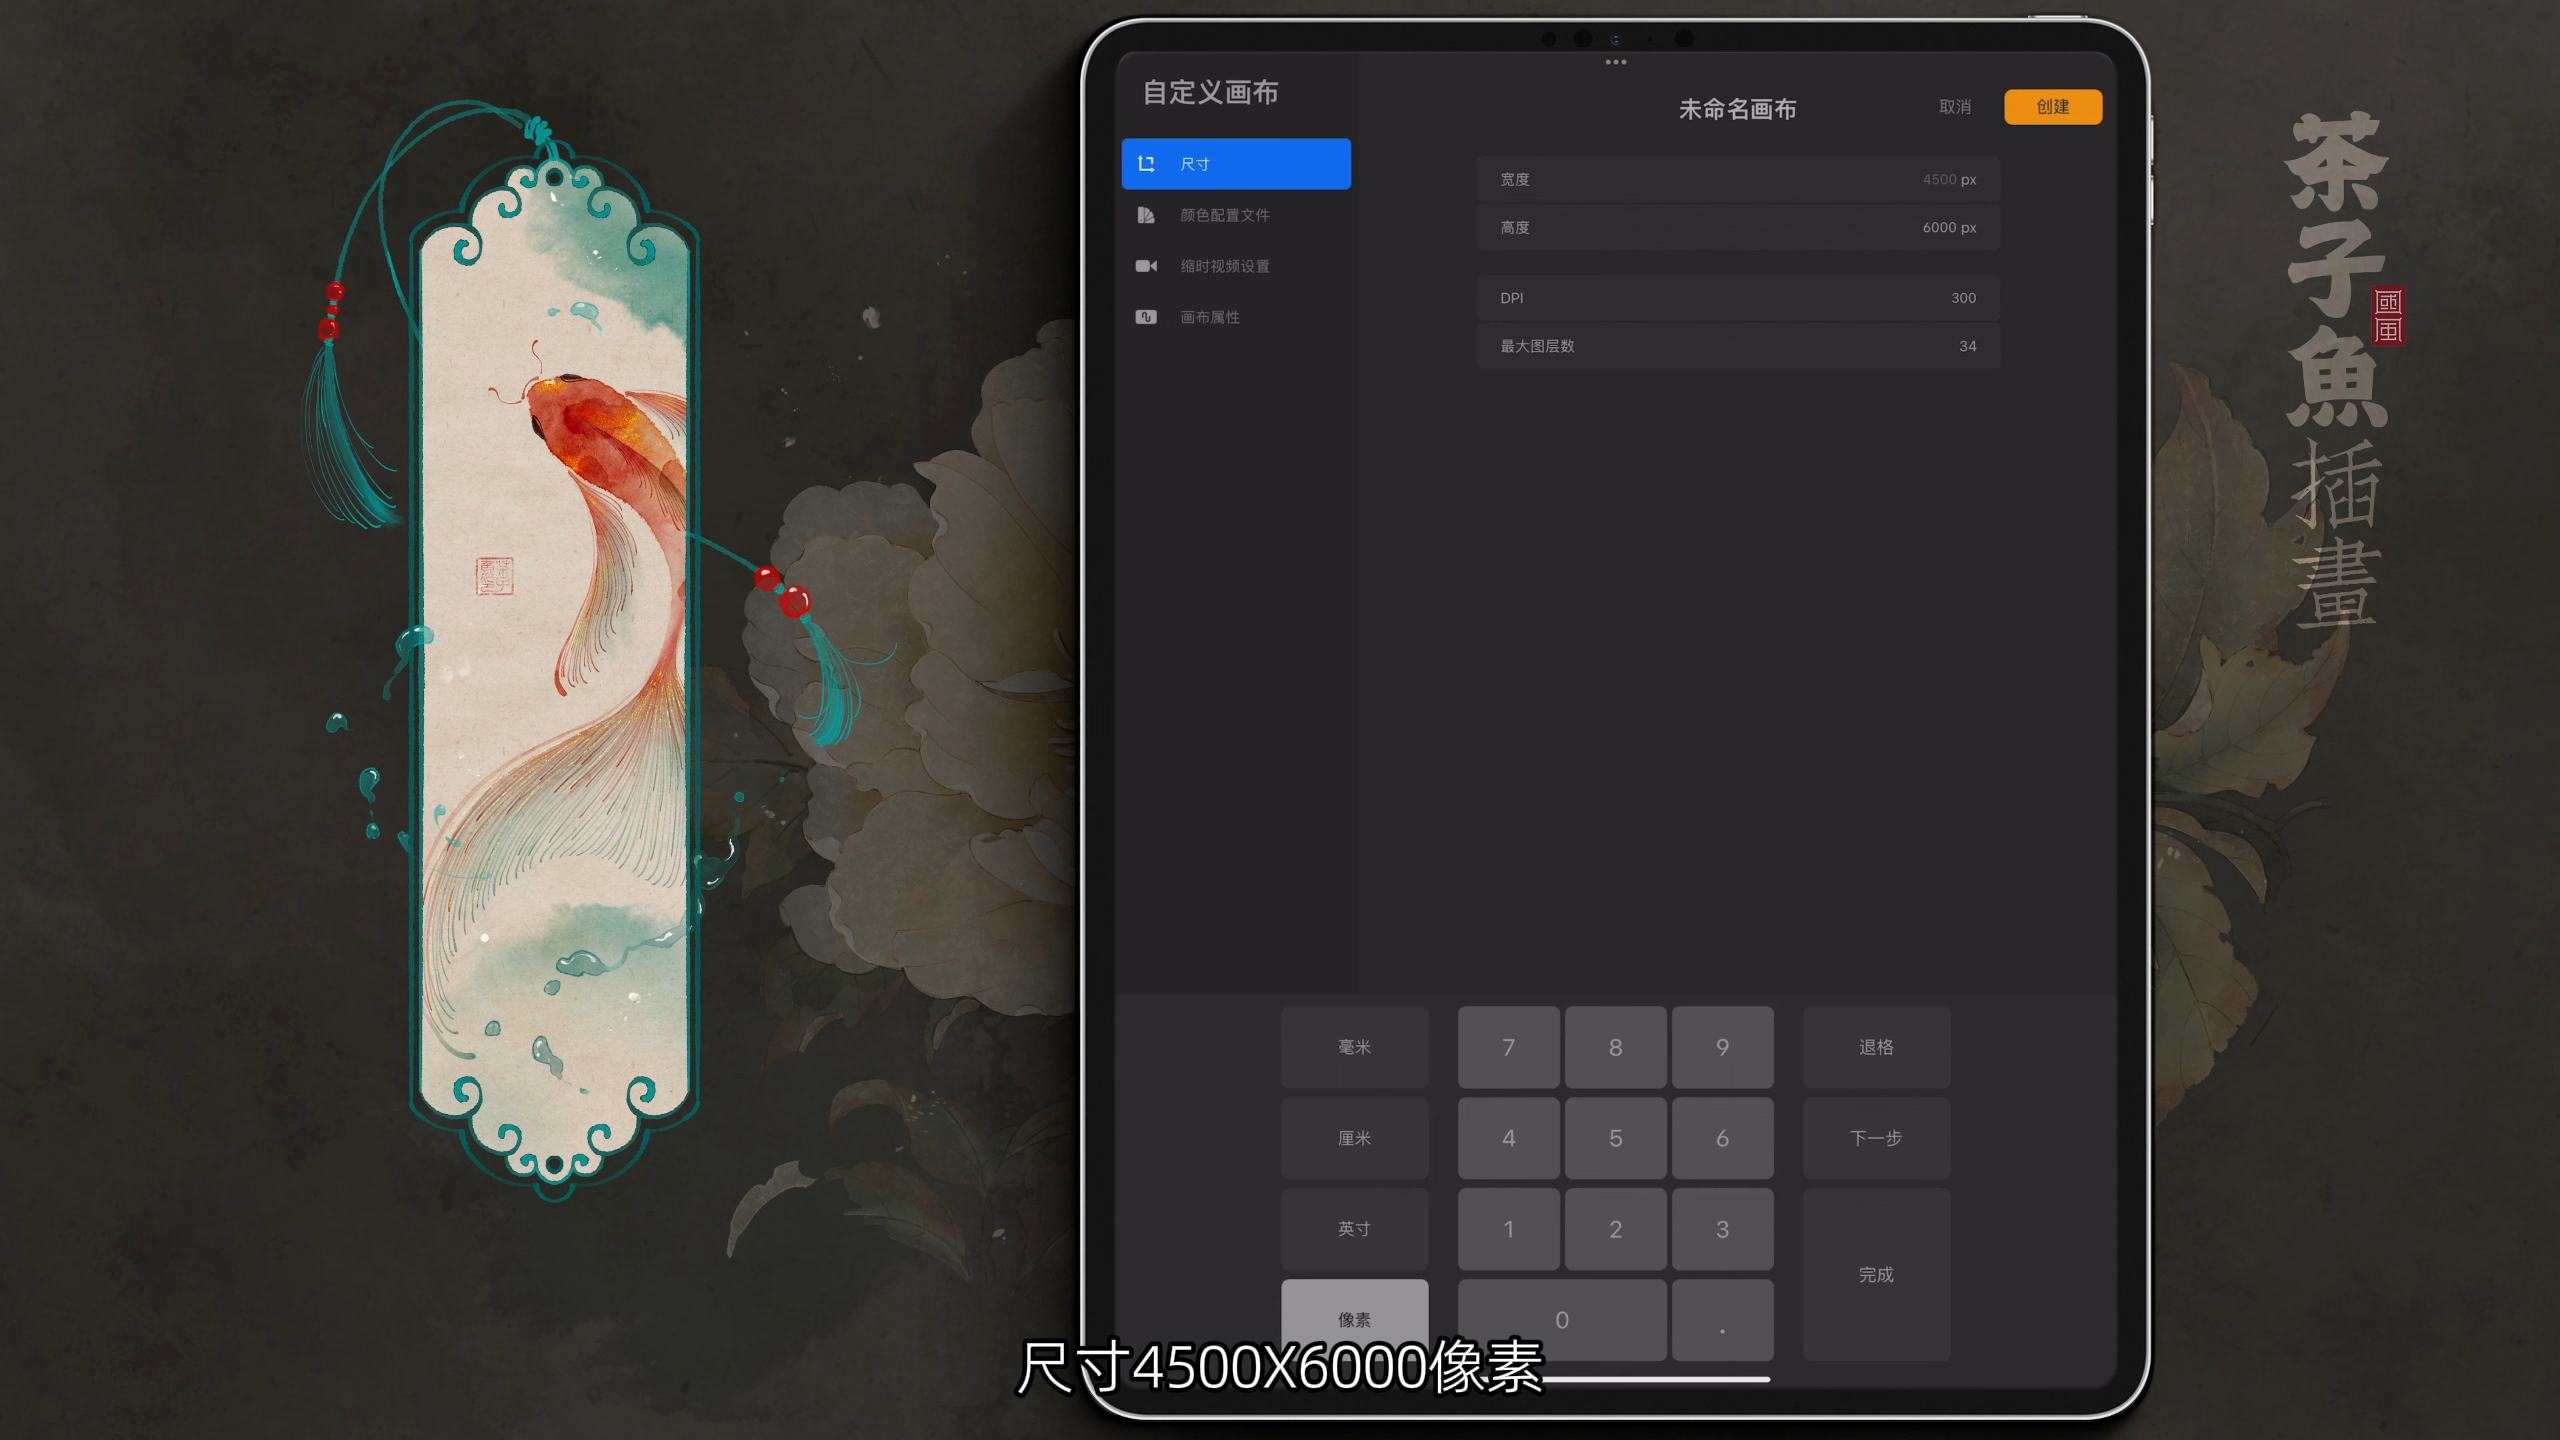 自定义画布
未命名画布
取消
创建
尺寸
颜色配置文件
缩时视频设置
画布属性
宽度
4500 px
高度
6000 px
DPI
300
最大图层数
34
毫米
7
8
9
退格
厘米
4
5
6
下一步
英寸
1
2
3
完成
像素
0
.
尺寸4500X6000像素
茶子魚插畫
國風